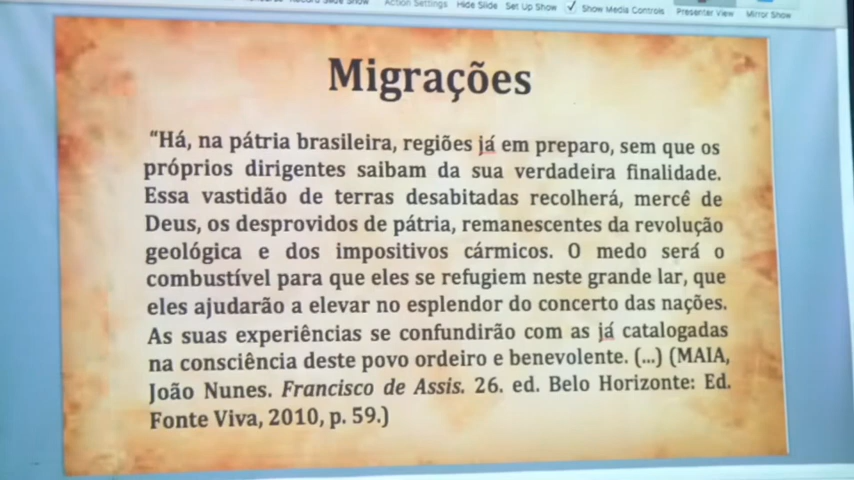 Action Settings Hide Slide Set Up Show Show Media Controls Presenter View Mirror Show
Migrações
“Há, na pátria brasileira, regiões já em preparo, sem que os
próprios dirigentes saibam da sua verdadeira finalidade.
Essa vastidão de terras desabitadas recolherá, mercê de
Deus, os desprovidos de pátria, remanescentes da revolução
geológica e dos impositivos cármicos. O medo será o
combustível para que eles se refugiem neste grande lar, que
eles ajudarão a elevar no esplendor do concerto das nações.
As suas experiências se confundirão com as já catalogadas
na consciência deste povo ordeiro e benevolente. (...) (MAIA,
João Nunes. Francisco de Assis. 26. ed. Belo Horizonte: Ed.
Fonte Viva, 2010, p. 59.)